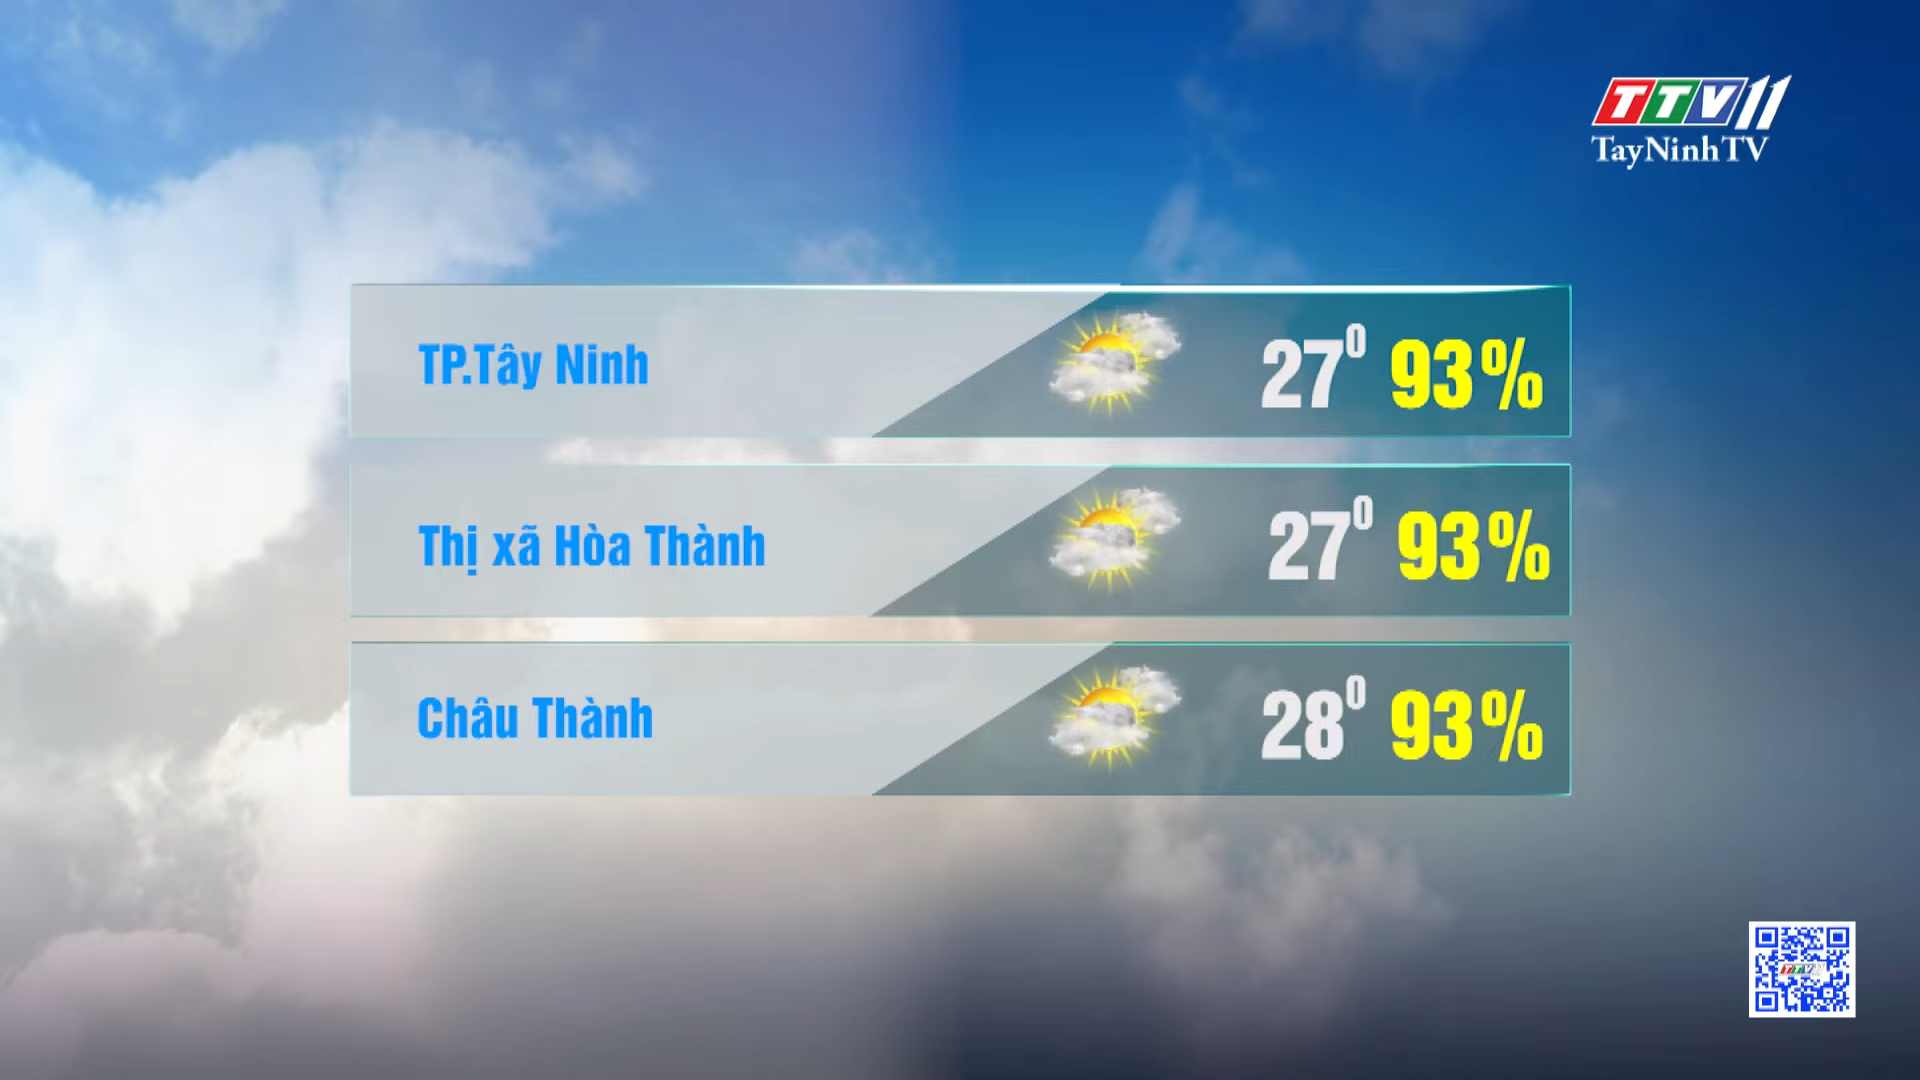 TTV11
TayNinhTV
TP.Tây Ninh 27⁰ 93%
Thị xã Hòa Thành 27⁰ 93%
Châu Thành 28⁰ 93%